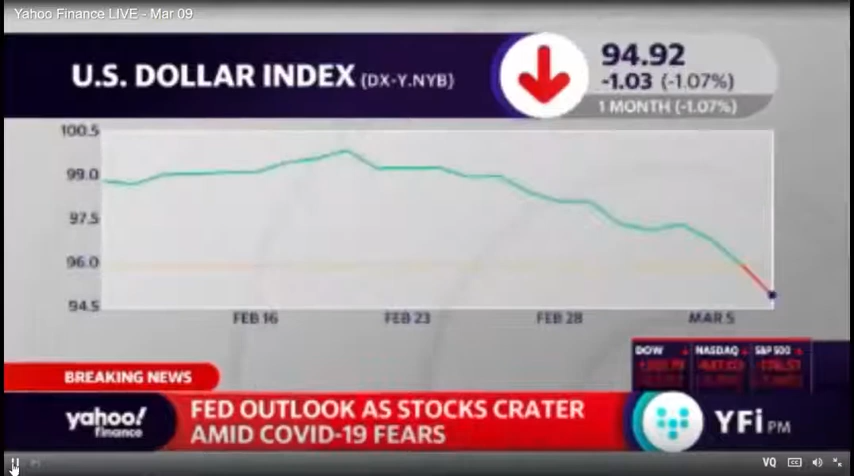 Yahoo Finance LIVE - Mar 09
U.S. DOLLAR INDEX (DX-Y.NYB)
94.92
-1.03 (-1.07%)
1 MONTH (-1.07%)
100.5
99.0
97.5
96.0
94.5
FEB 16 FEB 23 FEB 28 MAR 5
DOW NASDAQ S&P 500
BREAKING NEWS
yahoo!
finance
FED OUTLOOK AS STOCKS CRATER
AMID COVID-19 FEARS
YFi PM
VQ CC